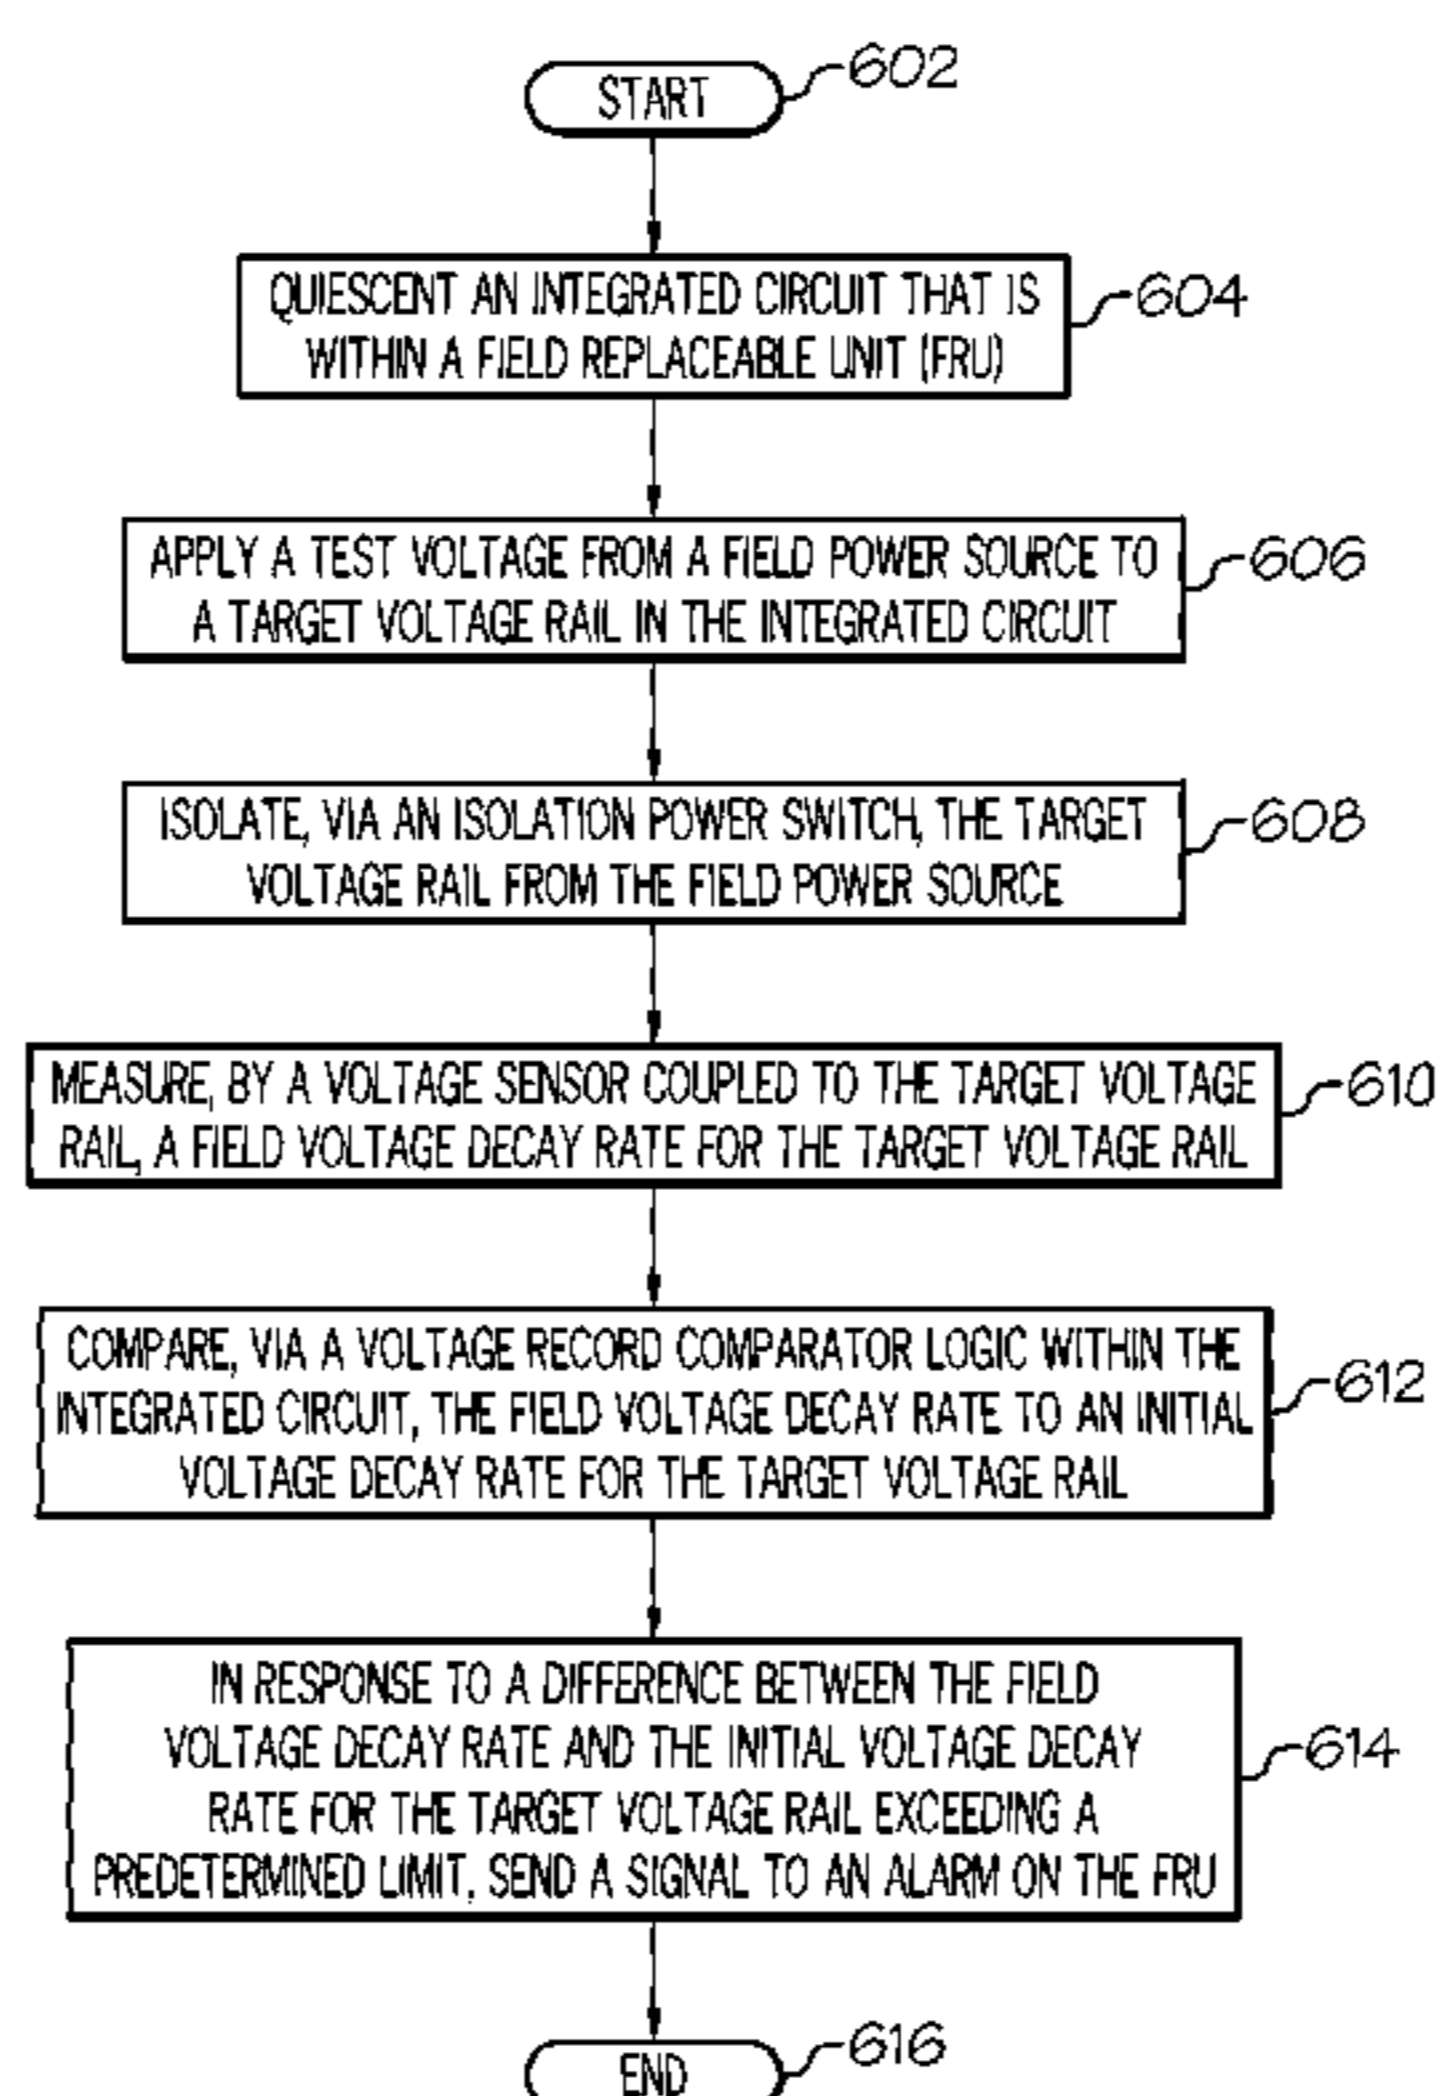 START
602
QUIESCENT AN INTEGRATED CIRCUIT THAT IS
WITHIN A FIELD REPLACEABLE UNIT (FRU)
604
APPLY A TEST VOLTAGE FROM A FIELD POWER SOURCE TO
A TARGET VOLTAGE RAIL IN THE INTEGRATED CIRCUIT
606
ISOLATE, VIA AN ISOLATION POWER SWITCH, THE TARGET
VOLTAGE RAIL FROM THE FIELD POWER SOURCE
608
MEASURE, BY A VOLTAGE SENSOR COUPLED TO THE TARGET VOLTAGE
RAIL, A FIELD VOLTAGE DECAY RATE FOR THE TARGET VOLTAGE RAIL
610
COMPARE, VIA A VOLTAGE RECORD COMPARATOR LOGIC WITHIN THE
INTEGRATED CIRCUIT, THE FIELD VOLTAGE DECAY RATE TO AN INITIAL
VOLTAGE DECAY RATE FOR THE TARGET VOLTAGE RAIL
612
IN RESPONSE TO A DIFFERENCE BETWEEN THE FIELD
VOLTAGE DECAY RATE AND THE INITIAL VOLTAGE DECAY
RATE FOR THE TARGET VOLTAGE RAIL EXCEEDING A
PREDETERMINED LIMIT, SEND A SIGNAL TO AN ALARM ON THE FRU
614
END
616